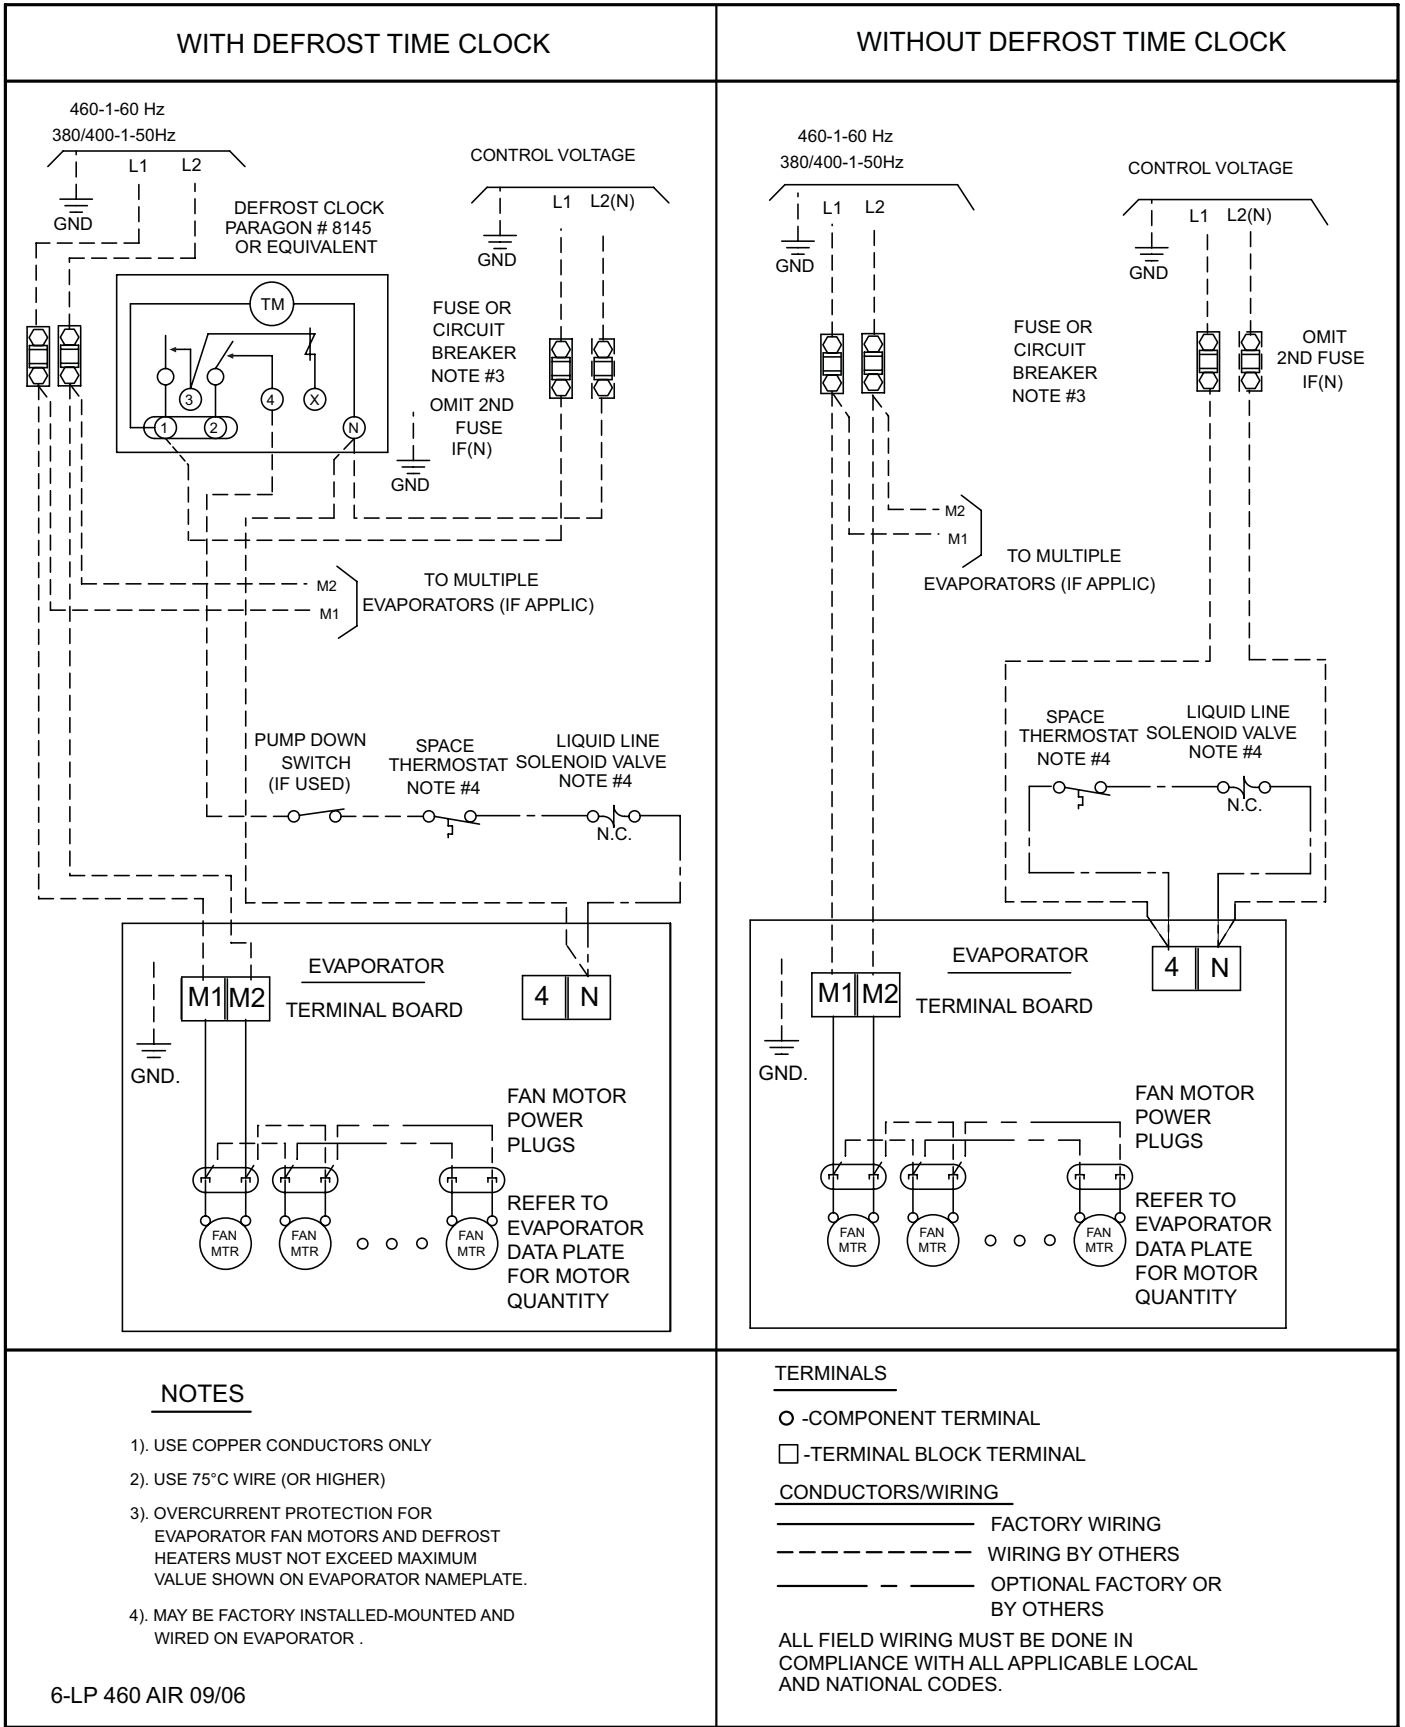 WITH DEFROST TIME CLOCK
460-1-60 Hz
380/400-1-50Hz
L1
L2
GND
DEFROST CLOCK
PARAGON # 8145
OR EQUIVALENT
CONTROL VOLTAGE
L1
L2(N)
GND
TM
3
4
X
1
2
N
FUSE OR
CIRCUIT
BREAKER
NOTE #3
OMIT 2ND
FUSE
IF(N)
GND
M2
M1
TO MULTIPLE
EVAPORATORS (IF APPLIC)
PUMP DOWN
SWITCH
(IF USED)
SPACE
THERMOSTAT
NOTE #4
LIQUID LINE
SOLENOID VALVE
NOTE #4
N.C.
EVAPORATOR
TERMINAL BOARD
M1
M2
4
N
GND.
FAN MOTOR
POWER
PLUGS
FAN
MTR
FAN
MTR
FAN
MTR
REFER TO
EVAPORATOR
DATA PLATE
FOR MOTOR
QUANTITY
WITHOUT DEFROST TIME CLOCK
460-1-60 Hz
380/400-1-50Hz
L1
L2
GND
CONTROL VOLTAGE
L1
L2(N)
GND
FUSE OR
CIRCUIT
BREAKER
NOTE #3
OMIT
2ND FUSE
IF(N)
M2
M1
TO MULTIPLE
EVAPORATORS (IF APPLIC)
SPACE
THERMOSTAT
NOTE #4
LIQUID LINE
SOLENOID VALVE
NOTE #4
N.C.
EVAPORATOR
TERMINAL BOARD
M1
M2
4
N
GND.
FAN MOTOR
POWER
PLUGS
FAN
MTR
FAN
MTR
FAN
MTR
REFER TO
EVAPORATOR
DATA PLATE
FOR MOTOR
QUANTITY
NOTES
1). USE COPPER CONDUCTORS ONLY
2). USE 75°C WIRE (OR HIGHER)
3). OVERCURRENT PROTECTION FOR
EVAPORATOR FAN MOTORS AND DEFROST
HEATERS MUST NOT EXCEED MAXIMUM
VALUE SHOWN ON EVAPORATOR NAMEPLATE.
4). MAY BE FACTORY INSTALLED-MOUNTED AND
WIRED ON EVAPORATOR .
6-LP 460 AIR 09/06
TERMINALS
-COMPONENT TERMINAL
-TERMINAL BLOCK TERMINAL
CONDUCTORS/WIRING
FACTORY WIRING
WIRING BY OTHERS
OPTIONAL FACTORY OR
BY OTHERS
ALL FIELD WIRING MUST BE DONE IN
COMPLIANCE WITH ALL APPLICABLE LOCAL
AND NATIONAL CODES.